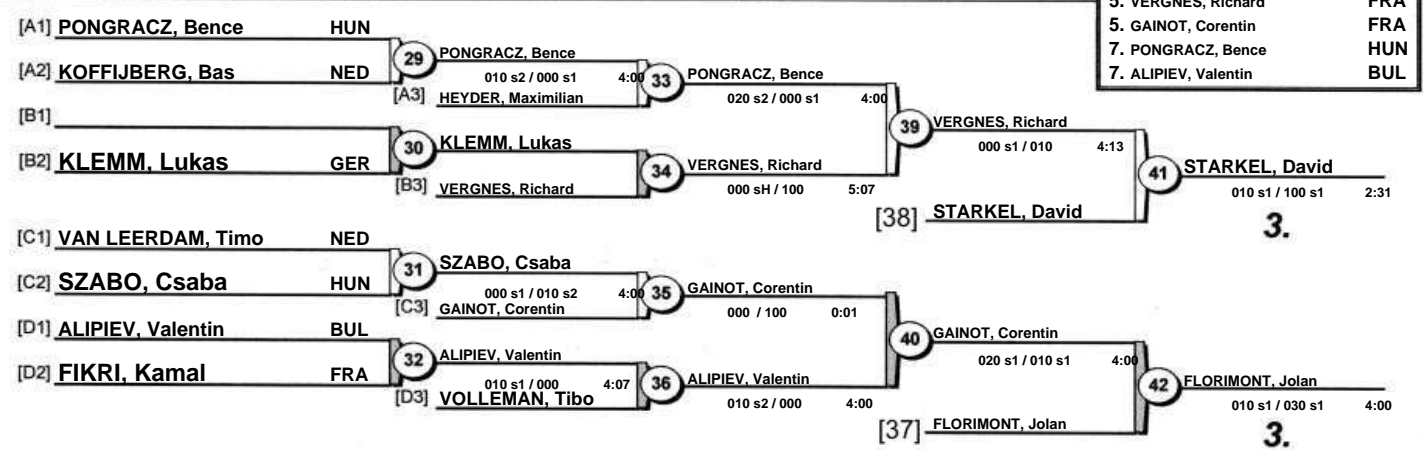 5. VERGNES, Richard FRA
5. GAINOT, Corentin FRA
7. PONGRACZ, Bence HUN
7. ALIPIEV, Valentin BUL
[A1] PONGRACZ, Bence HUN
29 PONGRACZ, Bence
[A2] KOFFIJBERG, Bas NED
010 s2 / 000 s1 4:00
33 PONGRACZ, Bence
[A3] HEYDER, Maximilian
020 s2 / 000 s1 4:00
[B1]
39 VERGNES, Richard
30 KLEMM, Lukas
000 s1 / 010 4:13
[B2] KLEMM, Lukas GER
34 VERGNES, Richard
41 STARKEL, David
[B3] VERGNES, Richard
000 sH / 100 5:07
010 s1 / 100 s1 2:31
[38] STARKEL, David
3.
[C1] VAN LEERDAM, Timo NED
31 SZABO, Csaba
[C2] SZABO, Csaba HUN
000 s1 / 010 s2 4:00
35 GAINOT, Corentin
[C3] GAINOT, Corentin
000 / 100 0:01
[D1] ALIPIEV, Valentin BUL
40 GAINOT, Corentin
32 ALIPIEV, Valentin
020 s1 / 010 s1 4:00
[D2] FIKRI, Kamal FRA
010 s1 / 000 4:07
36 ALIPIEV, Valentin
42 FLORIMONT, Jolan
[D3] VOLLEMAN, Tibo
010 s2 / 000 4:00
010 s1 / 030 s1 4:00
[37] FLORIMONT, Jolan
3.